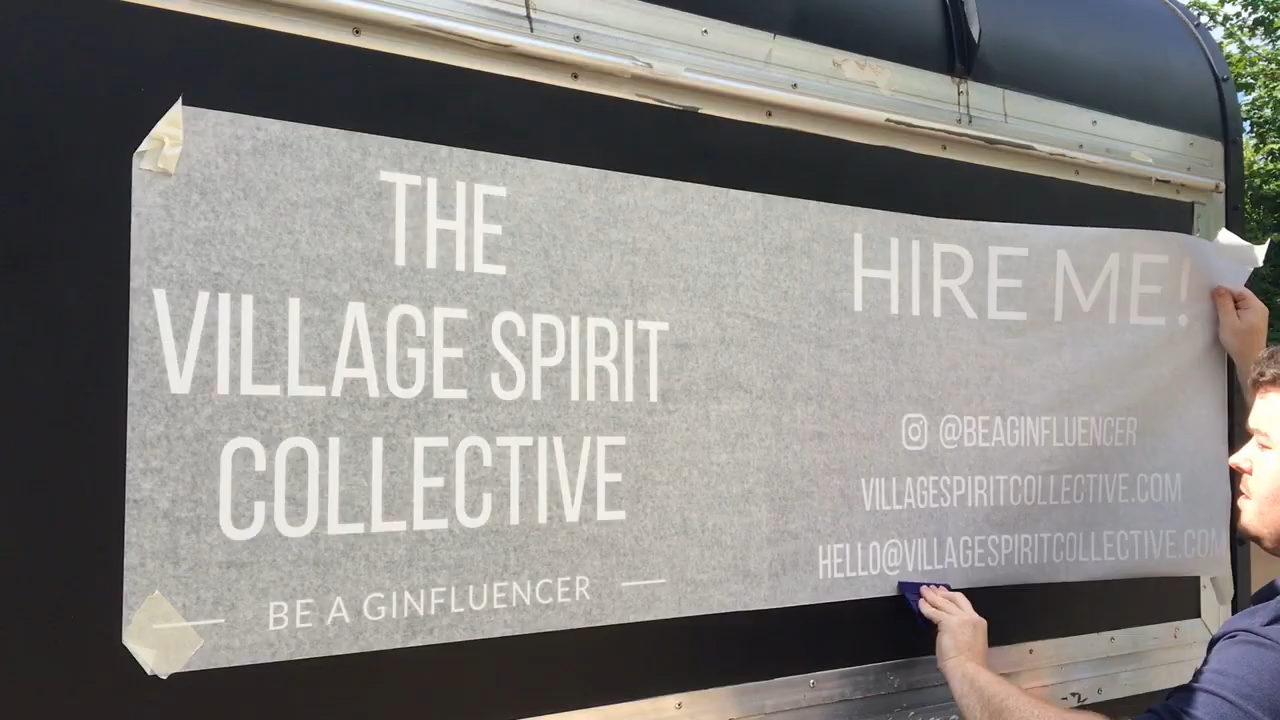 THE
VILLAGE SPIRIT
COLLECTIVE
BE A GINFLUENCER
HIRE ME!
@BEAGINFLUENCER
VILLAGESPIRITCOLLECTIVE.COM
HELLO@VILLAGESPIRITCOLLECTIVE.COM